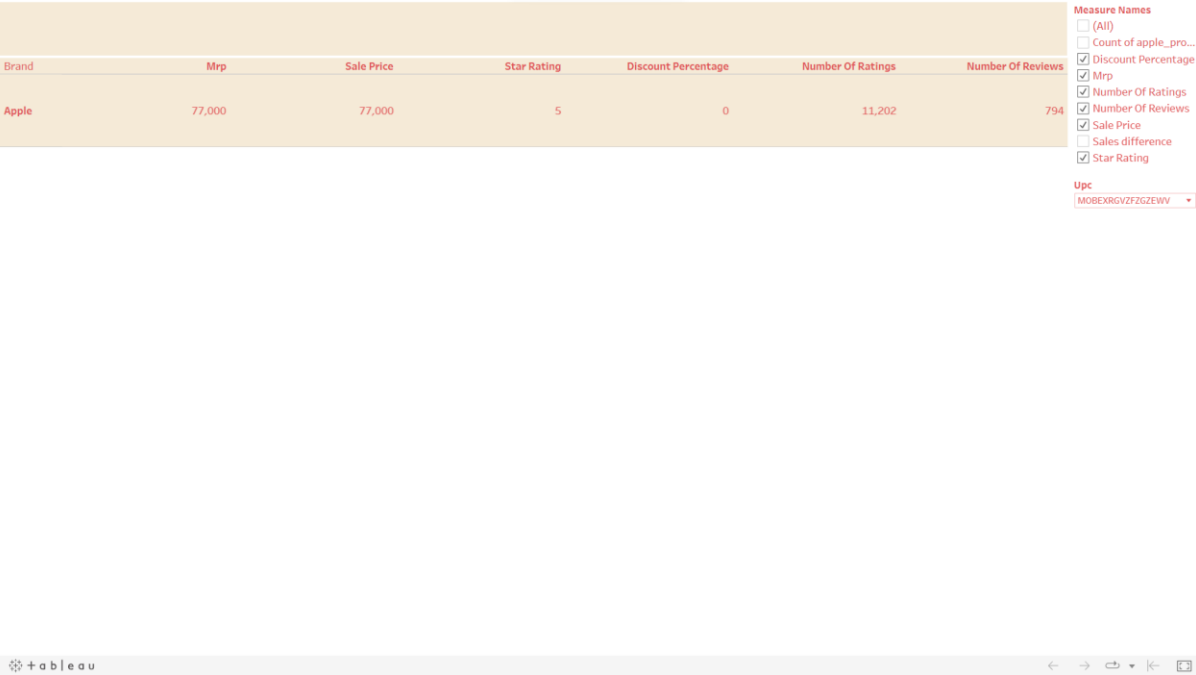 Brand Mrp Sale Price Star Rating Discount Percentage Number Of Ratings Number Of Reviews
Apple 77,000 77,000 5 0 11,202 794
Measure Names
(All)
Count of apple_pro...
Discount Percentage
Mrp
Number Of Ratings
Number Of Reviews
Sale Price
Sales difference
Star Rating
Upc
MOBEXRGVZFZGZEWV
+ a b l e a u